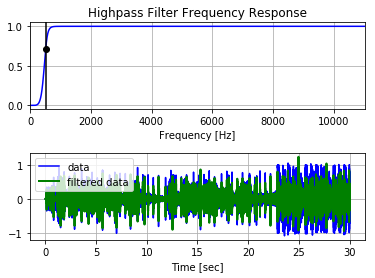 Highpass Filter Frequency Response
1.0
0.5
0.0
0 2000 4000 6000 8000 10000
Frequency [Hz]
data
filtered data
1
0
−1
0 5 10 15 20 25 30
Time [sec]